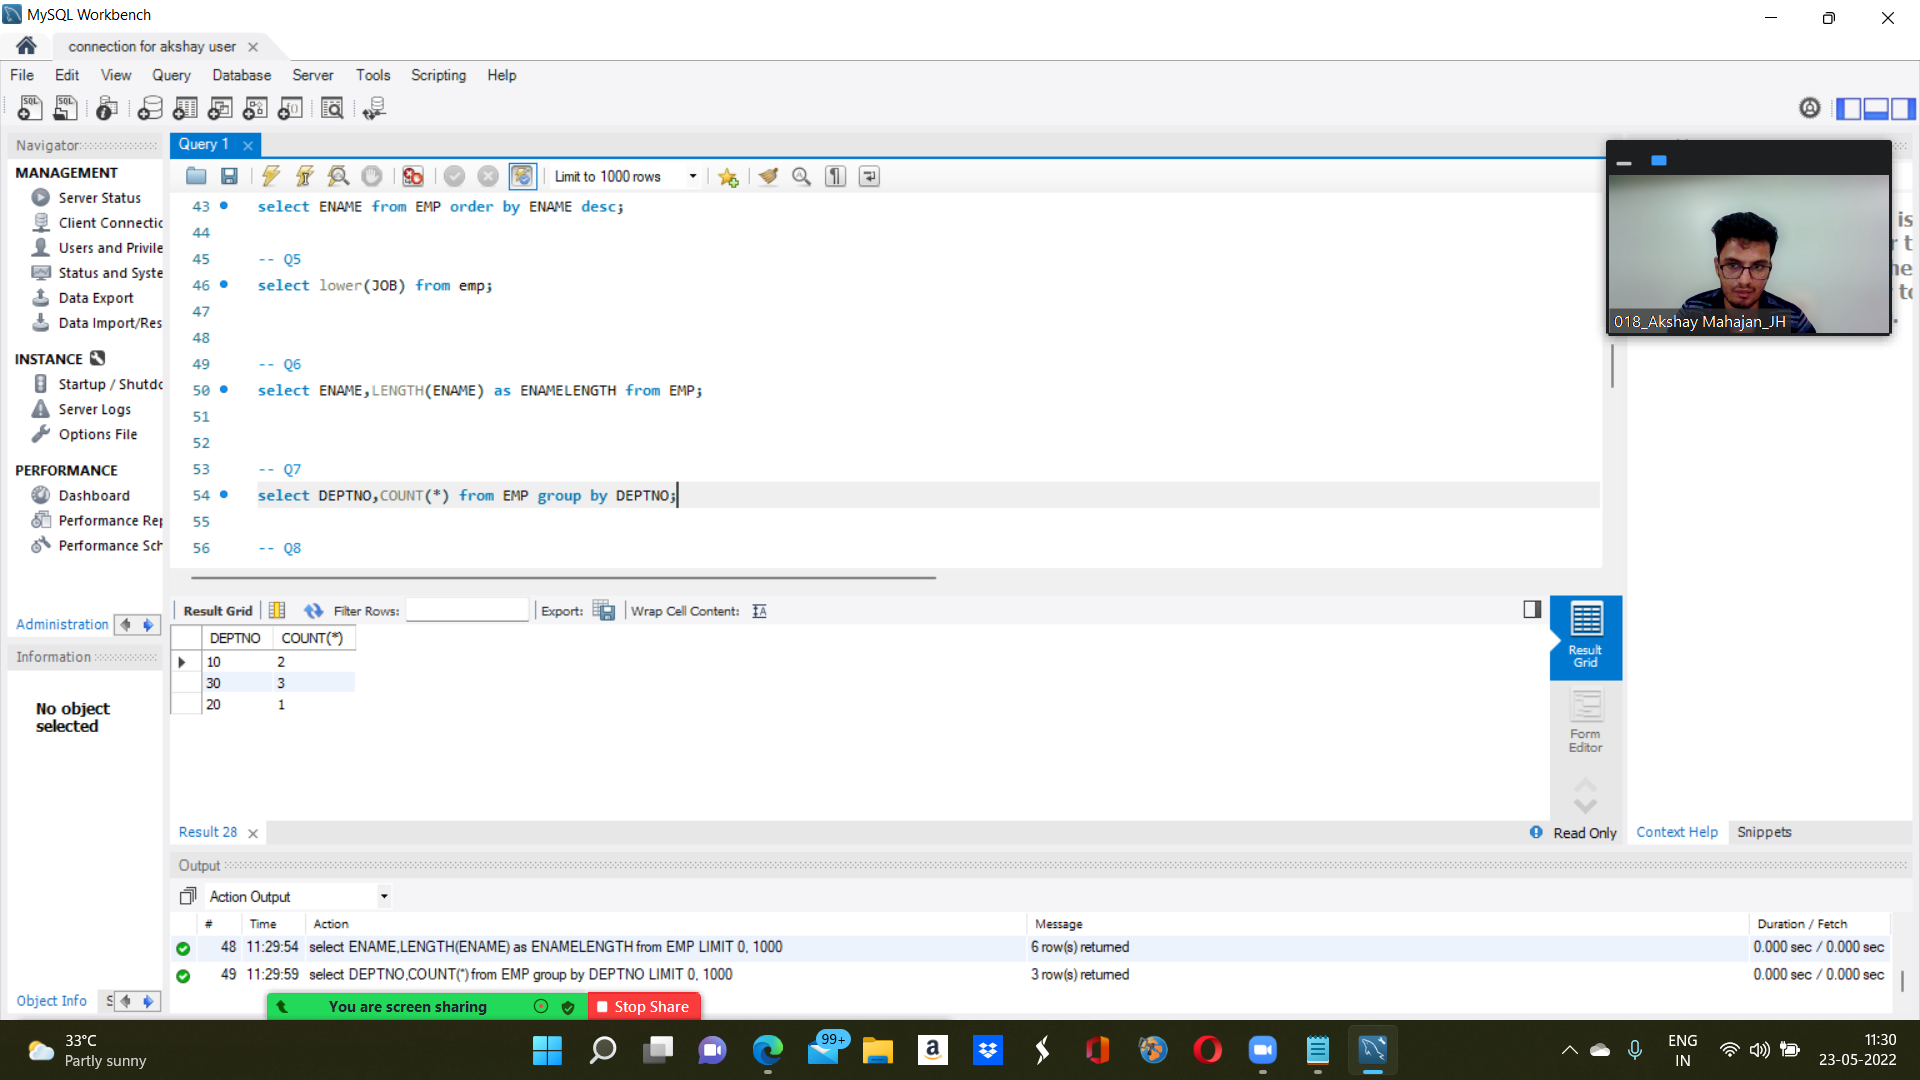 MySQL Workbench
connection for akshay user
File Edit View Query Database Server Tools Scripting Help
Navigator
MANAGEMENT
Server Status
Client Connectic
Users and Privile
Status and Syste
Data Export
Data Import/Res
INSTANCE
Startup / Shutdo
Server Logs
Options File
PERFORMANCE
Dashboard
Performance Rep
Performance Sch
Administration
Information
No object
selected
Object Info S
Query 1
Limit to 1000 rows
43 select ENAME from EMP order by ENAME desc;
44
45 -- Q5
46 select lower(JOB) from emp;
47
48
49 -- Q6
50 select ENAME,LENGTH(ENAME) as ENAMELENGTH from EMP;
51
52
53 -- Q7
54 select DEPTNO,COUNT(*) from EMP group by DEPTNO;
55
56 -- Q8
018_Akshay Mahajan_JH
Result Grid Filter Rows: Export: Wrap Cell Content:
DEPTNO COUNT(*)
10 2
30 3
20 1
Result
Grid
Form
Editor
Result 28
Read Only
Context Help Snippets
Output
Action Output
# Time Action Message Duration / Fetch
48 11:29:54 select ENAME,LENGTH(ENAME) as ENAMELENGTH from EMP LIMIT 0, 1000 6 row(s) returned 0.000 sec / 0.000 sec
49 11:29:59 select DEPTNO,COUNT(*) from EMP group by DEPTNO LIMIT 0, 1000 3 row(s) returned 0.000 sec / 0.000 sec
You are screen sharing Stop Share
33°C
Partly sunny
99+
ENG
IN
11:30
23-05-2022